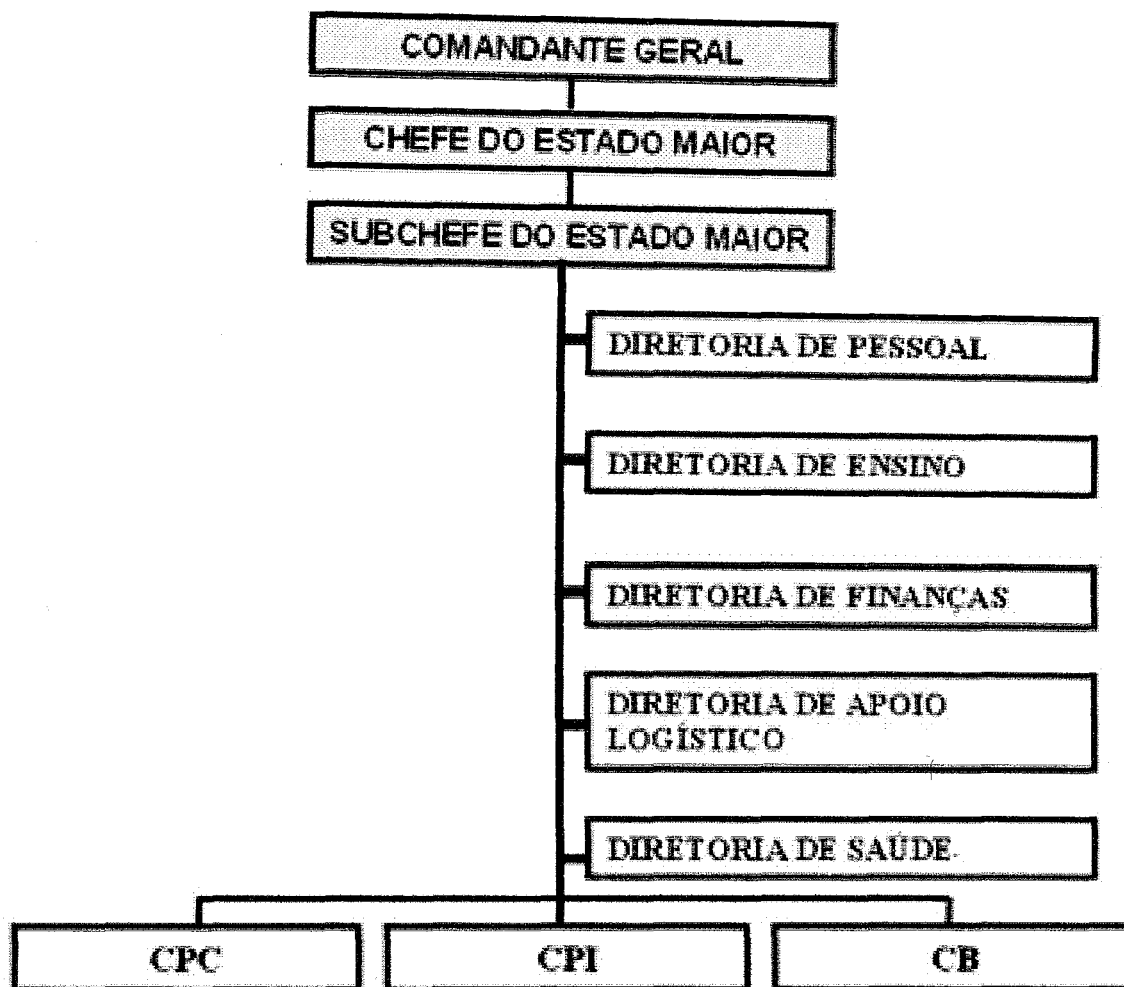 COMANDANTE GERAL
CHEFE DO ESTADO MAIOR
SUBCHEFE DO ESTADO MAIOR
DIRETORIA DE PESSOAL
DIRETORIA DE ENSINO
DIRETORIA DE FINANÇAS
DIRETORIA DE APOIO
LOGÍSTICO
DIRETORIA DE SAÚDE
CPC
CPI
CB